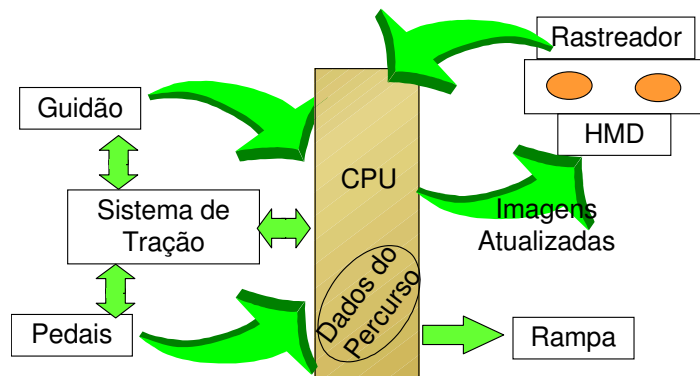 Rastreador
Guidão
HMD
CPU
Sistema de
Tração
Imagens
Atualizadas
Dados do
Percurso
Pedais
Rampa